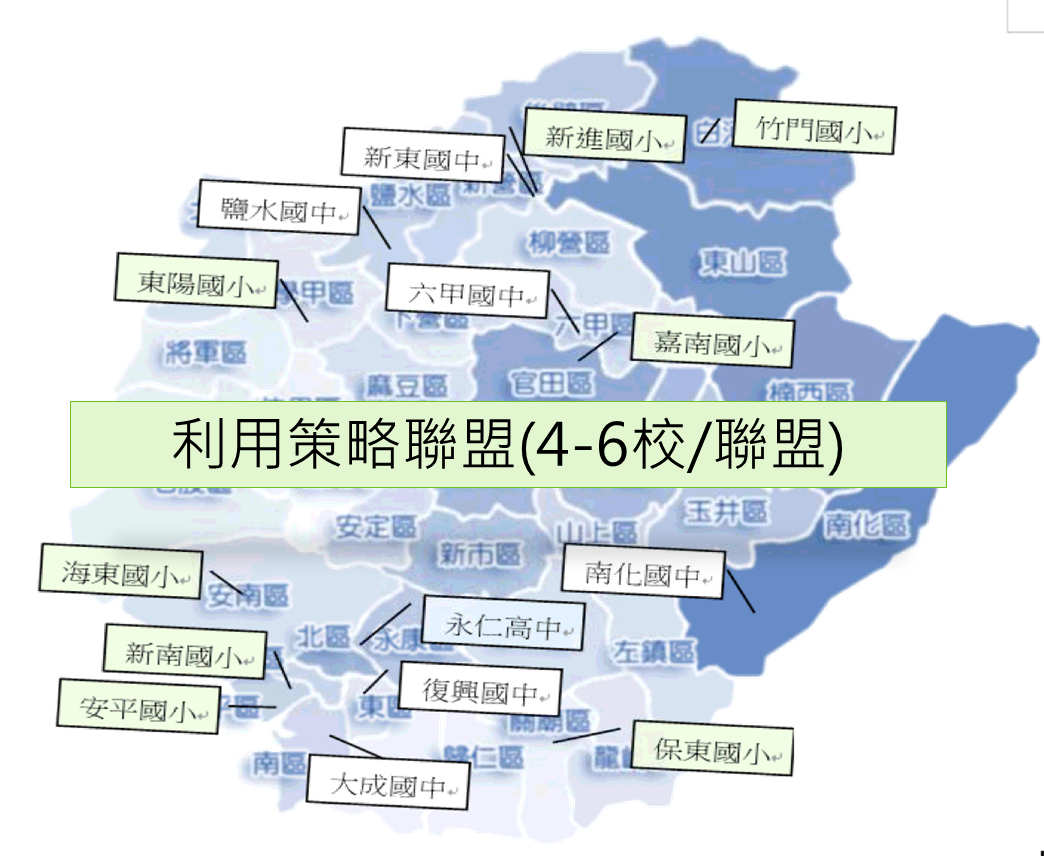 新進國小
竹門國小
新東國中
鹽水區
鹽水國中
柳營區
東山區
東陽國小
學甲區
六甲國中
下營區
六甲區
嘉南國小
將軍區
麻豆區
官田區
楠西區
利用策略聯盟(4-6校/聯盟)
安定區
新市區
山上區
玉井區
南化區
海東國小
安南區
南化國中
北區
永康
永仁高中
左鎮區
新南國小
安平國小
東區
復興國中
關廟區
南區
歸仁區
龍
保東國小
大成國中